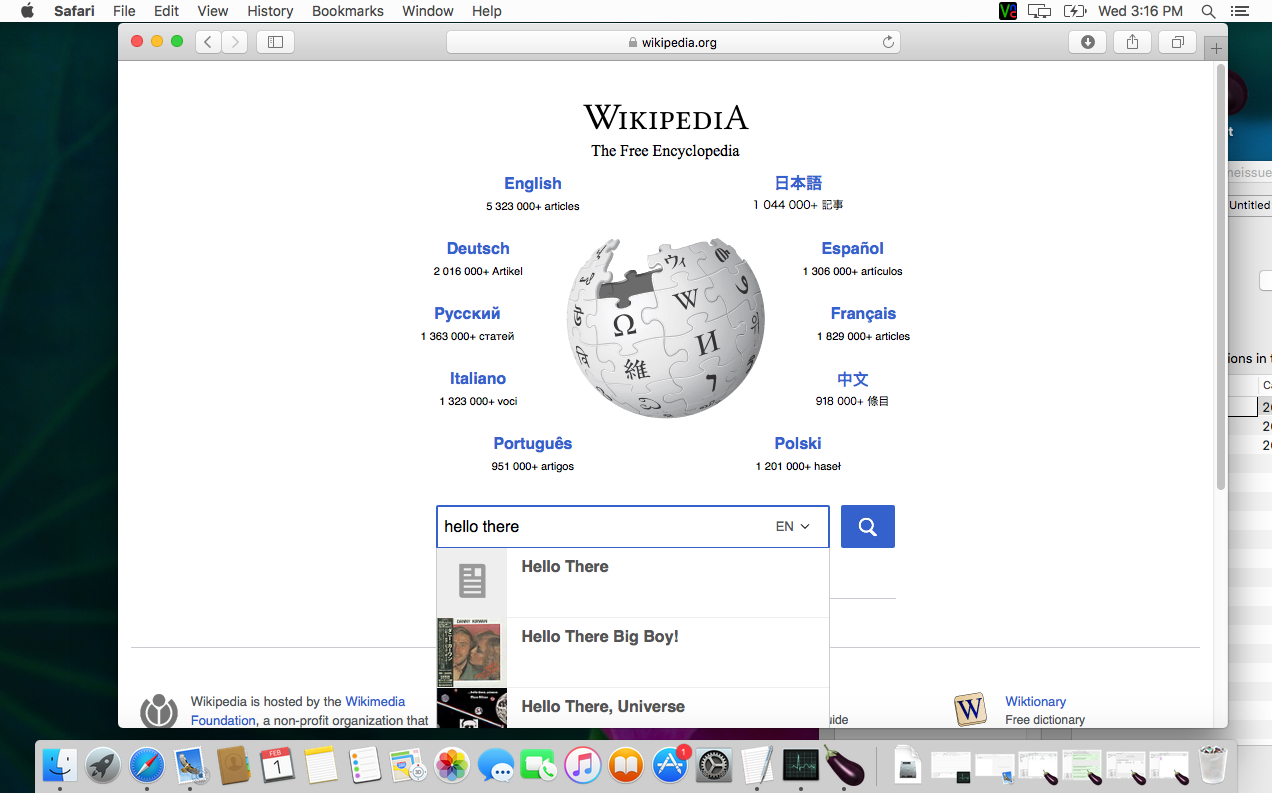 Safari File Edit View History Bookmarks Window Help Wed 3:16 PM
wikipedia.org
WIKIPEDIA
The Free Encyclopedia
English
5 323 000+ articles
日本語
1 044 000+ 記事
Deutsch
2 016 000+ Artikel
Español
1 306 000+ artículos
Русский
1 363 000+ статей
Français
1 829 000+ articles
Italiano
1 323 000+ voci
中文
918 000+ 條目
Português
951 000+ artigos
Polski
1 201 000+ haseł
Ω W И 維 ウィ
hello there EN
Hello There
Hello There Big Boy!
DANNY KIRWAN
Hello There, Universe
Wikipedia is hosted by the Wikimedia
Foundation, a non-profit organization that
W
Wiktionary
Free dictionary
Untitled
FEB
1
1